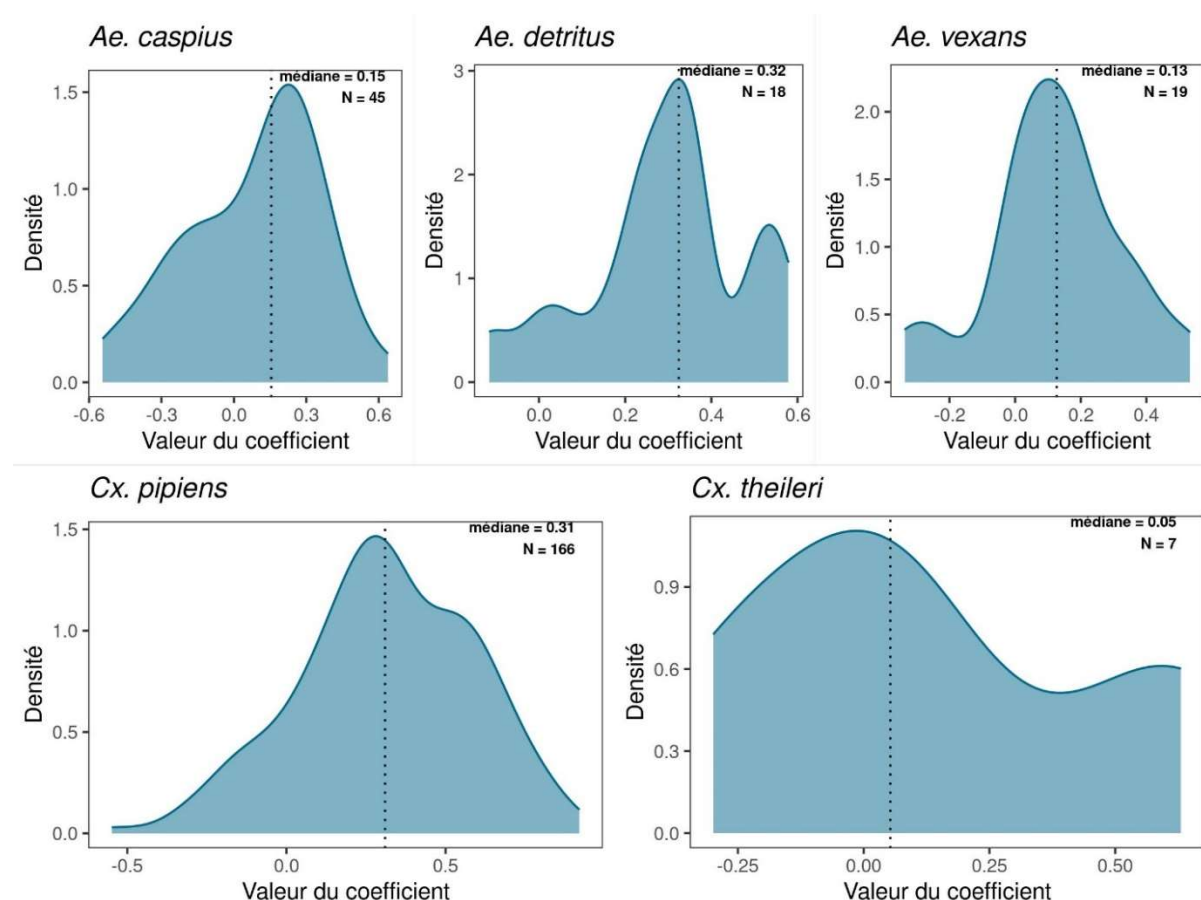 Ae. caspius
médiane = 0.15
N = 45
1.5
1.0
0.5
0.0
Densité
-0.6 -0.3 0.0 0.3 0.6
Valeur du coefficient
Ae. detritus
médiane = 0.32
N = 18
3
2
1
0
Densité
0.0 0.2 0.4 0.6
Valeur du coefficient
Ae. vexans
médiane = 0.13
N = 19
2.0
1.5
1.0
0.5
0.0
Densité
-0.2 0.0 0.2 0.4
Valeur du coefficient
Cx. pipiens
médiane = 0.31
N = 166
1.5
1.0
0.5
0.0
Densité
-0.5 0.0 0.5
Valeur du coefficient
Cx. theileri
médiane = 0.05
N = 7
0.9
0.6
0.3
0.0
Densité
-0.25 0.00 0.25 0.50
Valeur du coefficient